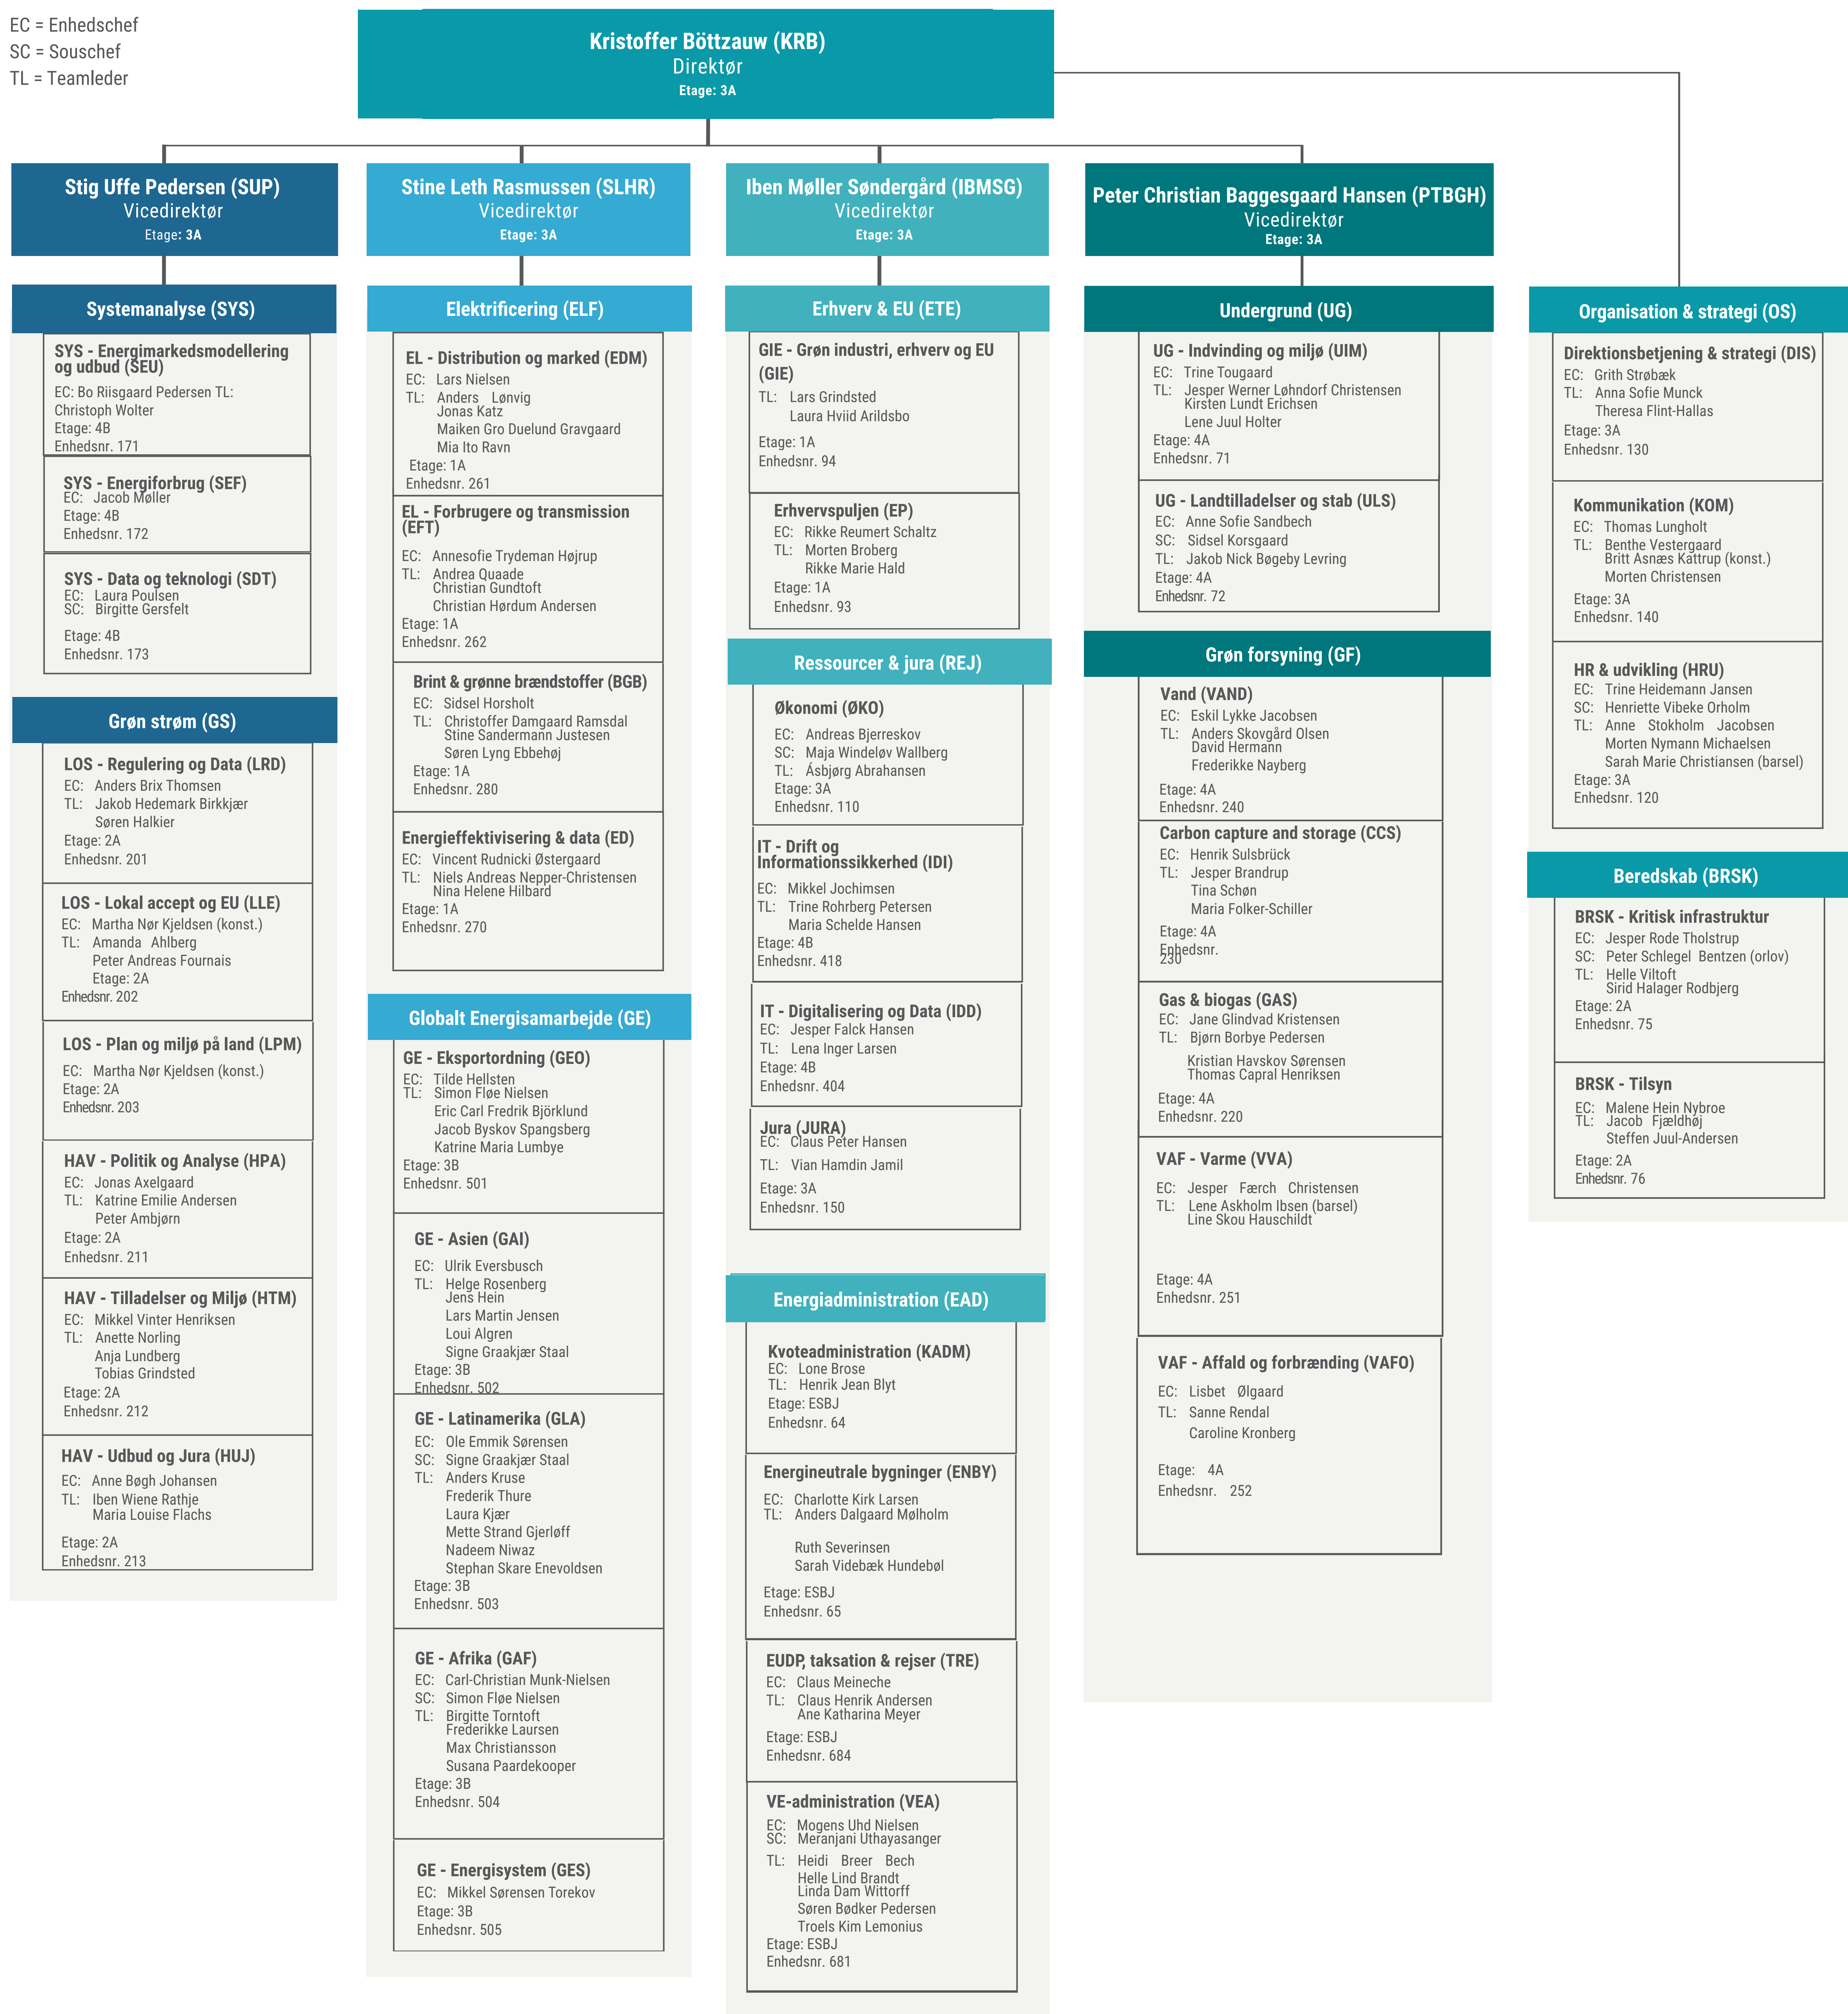 EC = Enhedschef
SC = Souschef
TL = Teamleder
Kristoffer Böttzauw (KRB)
Direktør
Etage: 3A
Stig Uffe Pedersen (SUP)
Vicedirektør
Etage: 3A
Systemanalyse (SYS)
SYS - Energimarkedsmodellering
og udbud (SEU)
EC: Bo Riisgaard Pedersen TL:
Christoph Wolter
Etage: 4B
Enhedsnr. 171
SYS - Energiforbrug (SEF)
EC: Jacob Møller
Etage: 4B
Enhedsnr. 172
SYS - Data og teknologi (SDT)
EC: Laura Poulsen
SC: Birgitte Gersfelt
Etage: 4B
Enhedsnr. 173
Grøn strøm (GS)
LOS - Regulering og Data (LRD)
EC: Anders Brix Thomsen
TL: Jakob Hedemark Birkkjær
Søren Halkier
Etage: 2A
Enhedsnr. 201
LOS - Lokal accept og EU (LLE)
EC: Martha Nør Kjeldsen (konst.)
TL: Amanda Ahlberg
Peter Andreas Fournais
Etage: 2A
Enhedsnr. 202
LOS - Plan og miljø på land (LPM)
EC: Martha Nør Kjeldsen (konst.)
Etage: 2A
Enhedsnr. 203
HAV - Politik og Analyse (HPA)
EC: Jonas Axelgaard
TL: Katrine Emilie Andersen
Peter Ambjørn
Etage: 2A
Enhedsnr. 211
HAV - Tilladelser og Miljø (HTM)
EC: Mikkel Vinter Henriksen
TL: Anette Norling
Anja Lundberg
Tobias Grindsted
Etage: 2A
Enhedsnr. 212
HAV - Udbud og Jura (HUJ)
EC: Anne Bøgh Johansen
TL: Iben Wiene Rathje
Maria Louise Flachs
Etage: 2A
Enhedsnr. 213
Stine Leth Rasmussen (SLHR)
Vicedirektør
Etage: 3A
Elektrificering (ELF)
EL - Distribution og marked (EDM)
EC: Lars Nielsen
TL: Anders Lønvig
Jonas Katz
Maiken Gro Duelund Gravgaard
Mia Ito Ravn
Etage: 1A
Enhedsnr. 261
EL - Forbrugere og transmission
(EFT)
EC: Annesofie Trydeman Højrup
TL: Andrea Quaade
Christian Gundtoft
Christian Hørdum Andersen
Etage: 1A
Enhedsnr. 262
Brint & grønne brændstoffer (BGB)
EC: Sidsel Horsholt
TL: Christoffer Damgaard Ramsdal
Stine Sandermann Justesen
Søren Lyng Ebbehøj
Etage: 1A
Enhedsnr. 280
Energieffektivisering & data (ED)
EC: Vincent Rudnicki Østergaard
TL: Niels Andreas Nepper-Christensen
Nina Helene Hilbard
Etage: 1A
Enhedsnr. 270
Globalt Energisamarbejde (GE)
GE - Eksportordning (GEO)
EC: Tilde Hellsten
TL: Simon Fløe Nielsen
Eric Carl Fredrik Björklund
Jacob Byskov Spangsberg
Katrine Maria Lumbye
Etage: 3B
Enhedsnr. 501
GE - Asien (GAI)
EC: Ulrik Eversbusch
TL: Helge Rosenberg
Jens Hein
Lars Martin Jensen
Loui Algren
Signe Graakjær Staal
Etage: 3B
Enhedsnr. 502
GE - Latinamerika (GLA)
EC: Ole Emmik Sørensen
SC: Signe Graakjær Staal
TL: Anders Kruse
Frederik Thure
Laura Kjær
Mette Strand Gjerløff
Nadeem Niwaz
Stephan Skare Enevoldsen
Etage: 3B
Enhedsnr. 503
GE - Afrika (GAF)
EC: Carl-Christian Munk-Nielsen
SC: Simon Fløe Nielsen
TL: Birgitte Torntoft
Frederikke Laursen
Max Christiansson
Susana Paardekooper
Etage: 3B
Enhedsnr. 504
GE - Energisystem (GES)
EC: Mikkel Sørensen Torekov
Etage: 3B
Enhedsnr. 505
Iben Møller Søndergård (IBMSG)
Vicedirektør
Etage: 3A
Erhverv & EU (ETE)
GIE - Grøn industri, erhverv og EU
(GIE)
TL: Lars Grindsted
Laura Hviid Arildsbo
Etage: 1A
Enhedsnr. 94
Erhvervspuljen (EP)
EC: Rikke Reumert Schaltz
TL: Morten Broberg
Rikke Marie Hald
Etage: 1A
Enhedsnr. 93
Ressourcer & jura (REJ)
Økonomi (ØKO)
EC: Andreas Bjerreskov
SC: Maja Windeløv Wallberg
TL: Ásbjørg Abrahansen
Etage: 3A
Enhedsnr. 110
IT - Drift og
Informationssikkerhed (IDI)
EC: Mikkel Jochimsen
TL: Trine Rohrberg Petersen
Maria Schelde Hansen
Etage: 4B
Enhedsnr. 418
IT - Digitalisering og Data (IDD)
EC: Jesper Falck Hansen
TL: Lena Inger Larsen
Etage: 4B
Enhedsnr. 404
Jura (JURA)
EC: Claus Peter Hansen
TL: Vian Hamdin Jamil
Etage: 3A
Enhedsnr. 150
Energiadministration (EAD)
Kvoteadministration (KADM)
EC: Lone Brose
TL: Henrik Jean Blyt
Etage: ESBJ
Enhedsnr. 64
Energineutrale bygninger (ENBY)
EC: Charlotte Kirk Larsen
TL: Anders Dalgaard Mølholm
Ruth Severinsen
Sarah Videbæk Hundebøl
Etage: ESBJ
Enhedsnr. 65
EUDP, taksation & rejser (TRE)
EC: Claus Meineche
TL: Claus Henrik Andersen
Ane Katharina Meyer
Etage: ESBJ
Enhedsnr. 684
VE-administration (VEA)
EC: Mogens Uhd Nielsen
SC: Meranjani Uthayasanger
TL: Heidi Breer Bech
Helle Lind Brandt
Linda Dam Wittorff
Søren Bødker Pedersen
Troels Kim Lemonius
Etage: ESBJ
Enhedsnr. 681
Peter Christian Baggesgaard Hansen (PTBGH)
Vicedirektør
Etage: 3A
Undergrund (UG)
UG - Indvinding og miljø (UIM)
EC: Trine Tougaard
TL: Jesper Werner Løhndorf Christensen
Kirsten Lundt Erichsen
Lene Juul Holter
Etage: 4A
Enhedsnr. 71
UG - Landtilladelser og stab (ULS)
EC: Anne Sofie Sandbech
SC: Sidsel Korsgaard
TL: Jakob Nick Bøgeby Levring
Etage: 4A
Enhedsnr. 72
Grøn forsyning (GF)
Vand (VAND)
EC: Eskil Lykke Jacobsen
TL: Anders Skovgård Olsen
David Hermann
Frederikke Nayberg
Etage: 4A
Enhedsnr. 240
Carbon capture and storage (CCS)
EC: Henrik Sulsbrück
TL: Jesper Brandrup
Tina Schøn
Maria Folker-Schiller
Etage: 4A
Enhedsnr.
230
Gas & biogas (GAS)
EC: Jane Glindvad Kristensen
TL: Bjørn Borbye Pedersen
Kristian Havskov Sørensen
Thomas Capral Henriksen
Etage: 4A
Enhedsnr. 220
VAF - Varme (VVA)
EC: Jesper Færch Christensen
TL: Lene Askholm Ibsen (barsel)
Line Skou Hauschildt
Etage: 4A
Enhedsnr. 251
VAF - Affald og forbrænding (VAFO)
EC: Lisbet Ølgaard
TL: Sanne Rendal
Caroline Kronberg
Etage: 4A
Enhedsnr. 252
Organisation & strategi (OS)
Direktionsbetjening & strategi (DIS)
EC: Grith Strøbæk
TL: Anna Sofie Munck
Theresa Flint-Hallas
Etage: 3A
Enhedsnr. 130
Kommunikation (KOM)
EC: Thomas Lungholt
TL: Benthe Vestergaard
Britt Asnæs Kattrup (konst.)
Morten Christensen
Etage: 3A
Enhedsnr. 140
HR & udvikling (HRU)
EC: Trine Heidemann Jansen
SC: Henriette Vibeke Orholm
TL: Anne Stokholm Jacobsen
Morten Nymann Michaelsen
Sarah Marie Christiansen (barsel)
Etage: 3A
Enhedsnr. 120
Beredskab (BRSK)
BRSK - Kritisk infrastruktur
EC: Jesper Rode Tholstrup
SC: Peter Schlegel Bentzen (orlov)
TL: Helle Viltoft
Sirid Halager Rodbjerg
Etage: 2A
Enhedsnr. 75
BRSK - Tilsyn
EC: Malene Hein Nybroe
TL: Jacob Fjældhøj
Steffen Juul-Andersen
Etage: 2A
Enhedsnr. 76